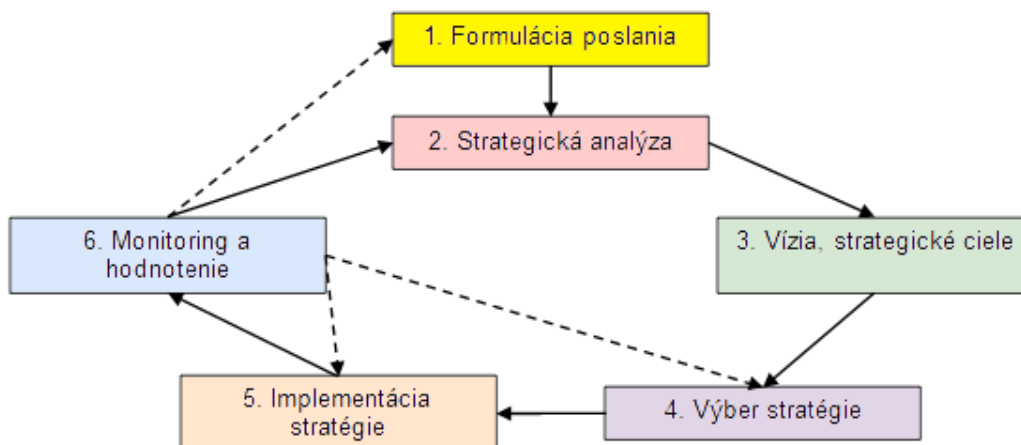 1. Formulácia poslania
2. Strategická analýza
3. Vízia, strategické ciele
4. Výber stratégie
5. Implementácia
stratégie
6. Monitoring a
hodnotenie